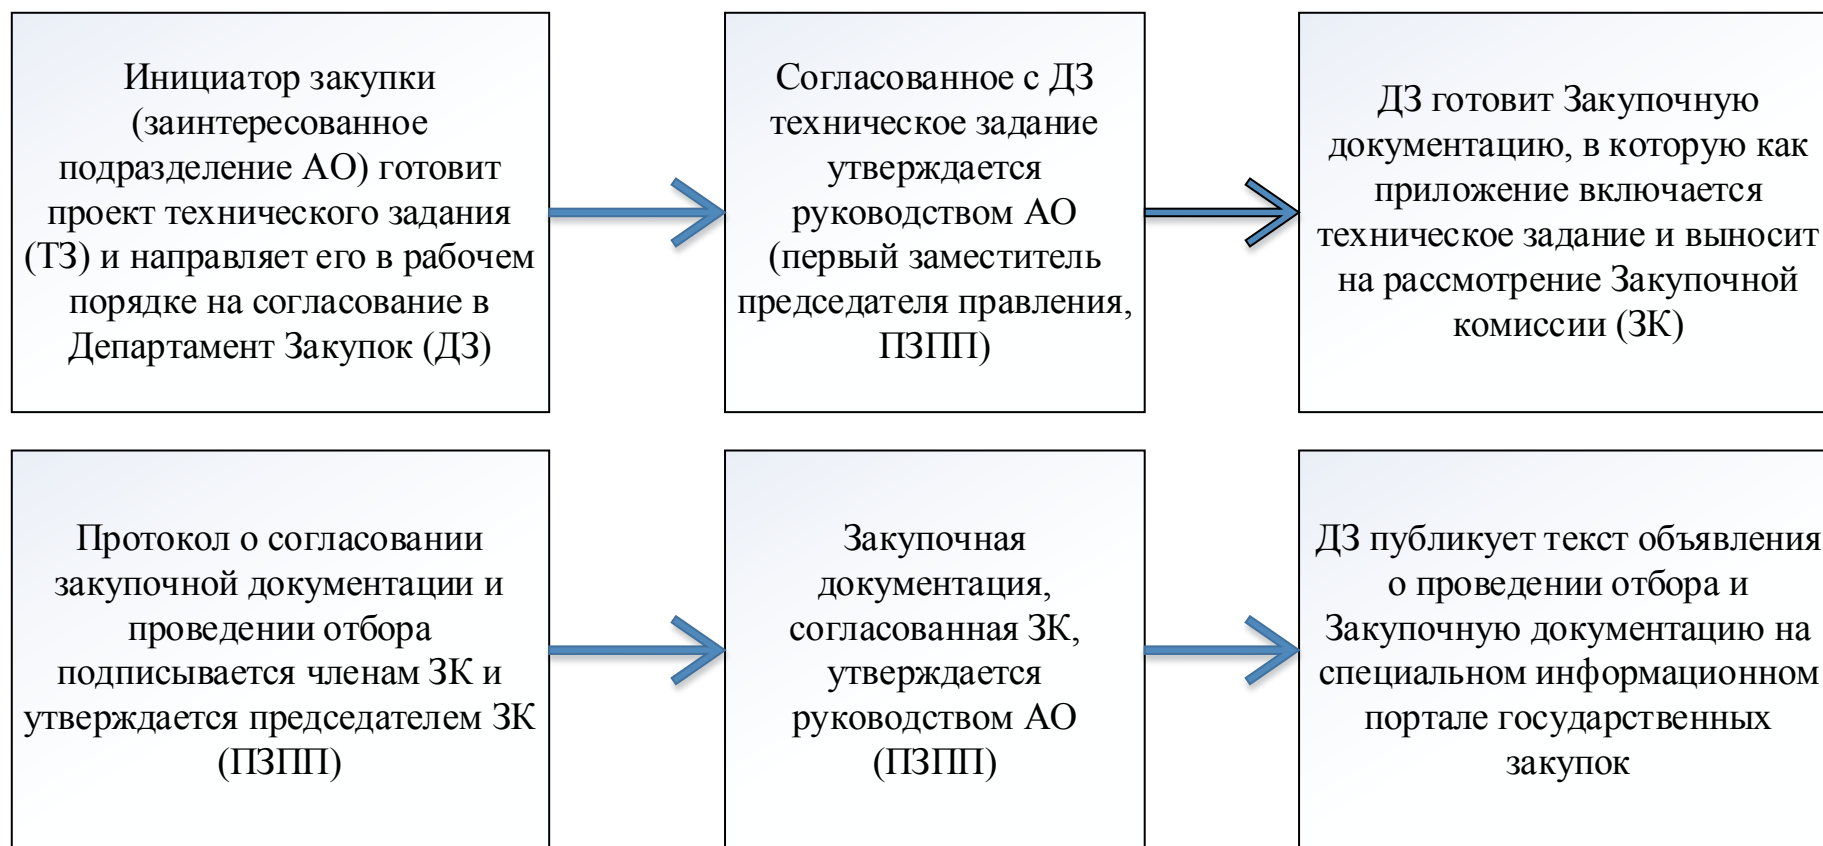 Инициатор закупки
(заинтересованное
подразделение АО) готовит
проект технического задания
(ТЗ) и направляет его в рабочем
порядке на согласование в
Департамент Закупок (ДЗ)
Согласованное с ДЗ
техническое задание
утверждается
руководством АО
(первый заместитель
председателя правления,
ПЗПП)
ДЗ готовит Закупочную
документацию, в которую как
приложение включается
техническое задание и выносит
на рассмотрение Закупочной
комиссии (ЗК)
Протокол о согласовании
закупочной документации и
проведении отбора
подписывается членам ЗК и
утверждается председателем ЗК
(ПЗПП)
Закупочная
документация,
согласованная ЗК,
утверждается
руководством АО
(ПЗПП)
ДЗ публикует текст объявления
о проведении отбора и
Закупочную документацию на
специальном информационном
портале государственных
закупок